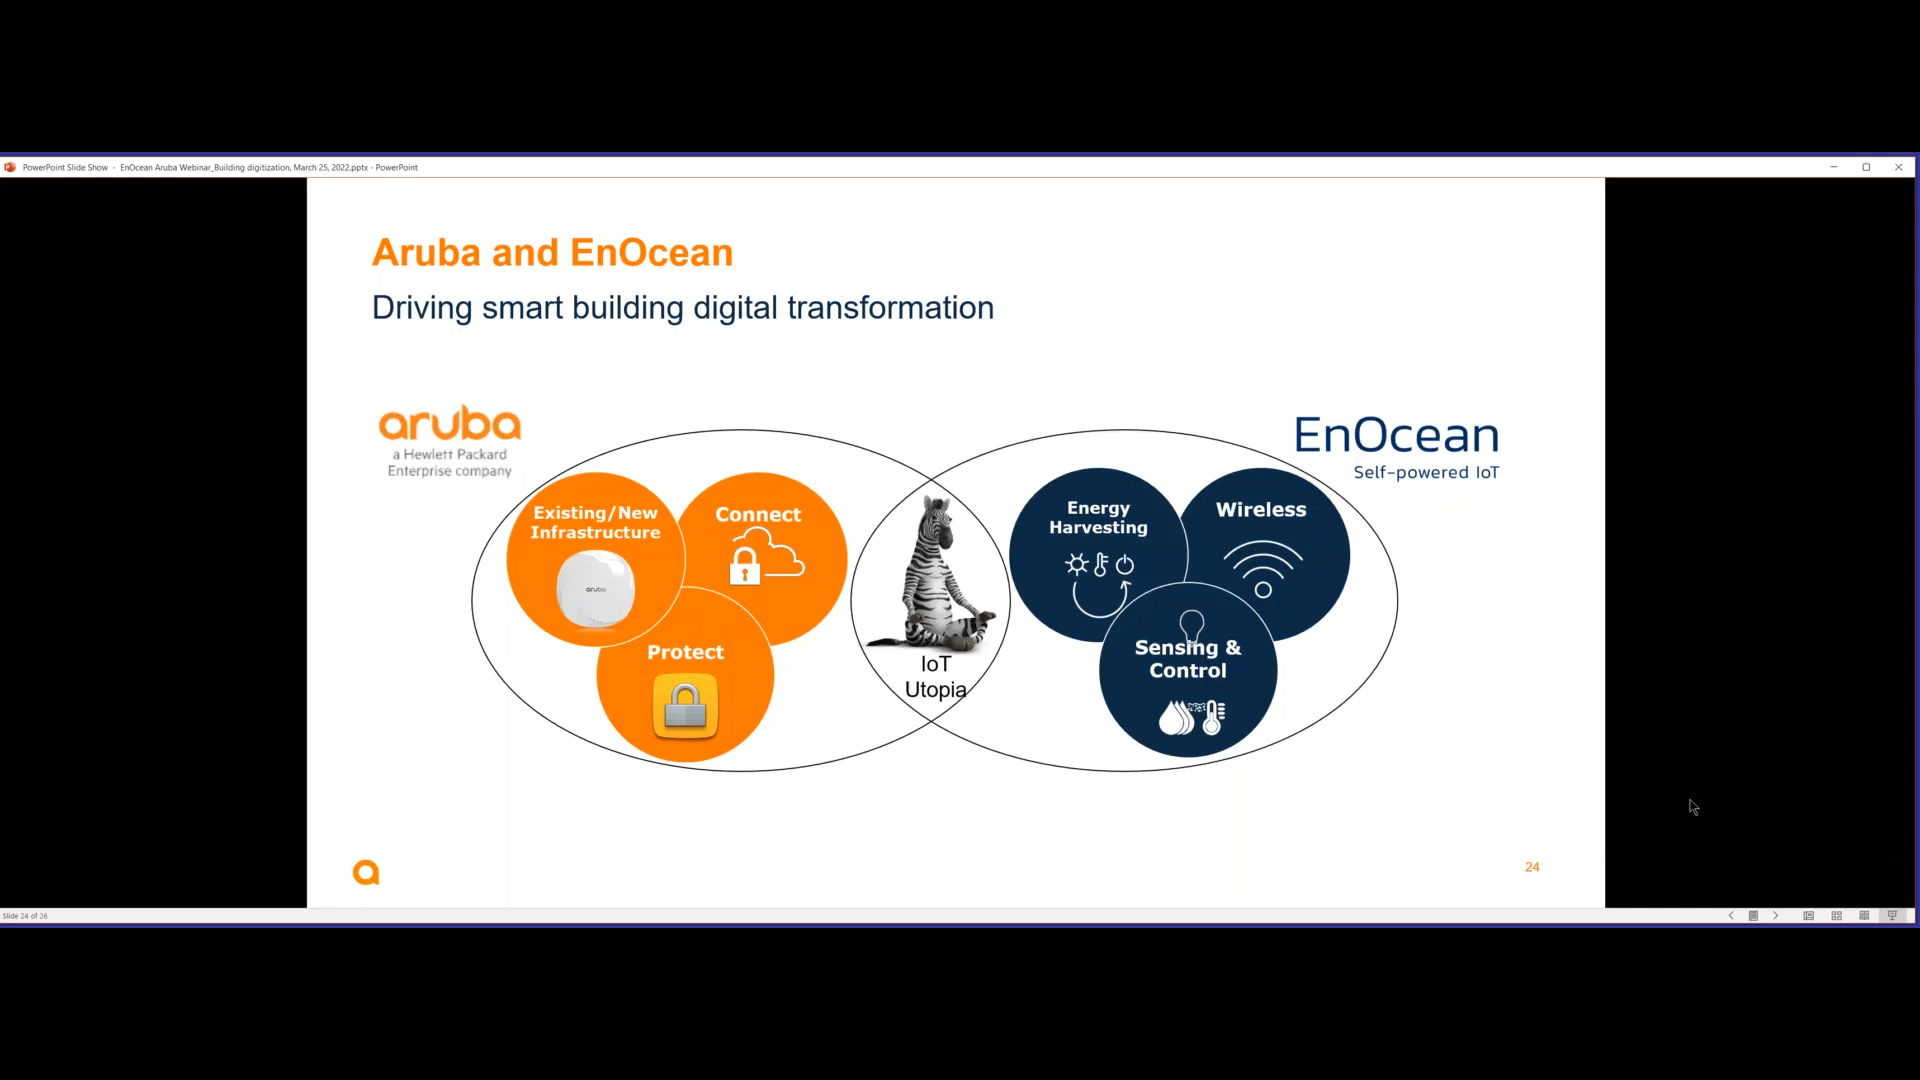 PowerPoint Slide Show - EnOcean Aruba Webinar_Building digitization, March 25, 2022.pptx - PowerPoint
Aruba and EnOcean
Driving smart building digital transformation
aruba
a Hewlett Packard
Enterprise company
EnOcean
Self-powered IoT
Existing/New
Infrastructure
aruba
Connect
Protect
IoT
Utopia
Energy
Harvesting
Wireless
Sensing &
Control
24
Slide 24 of 26